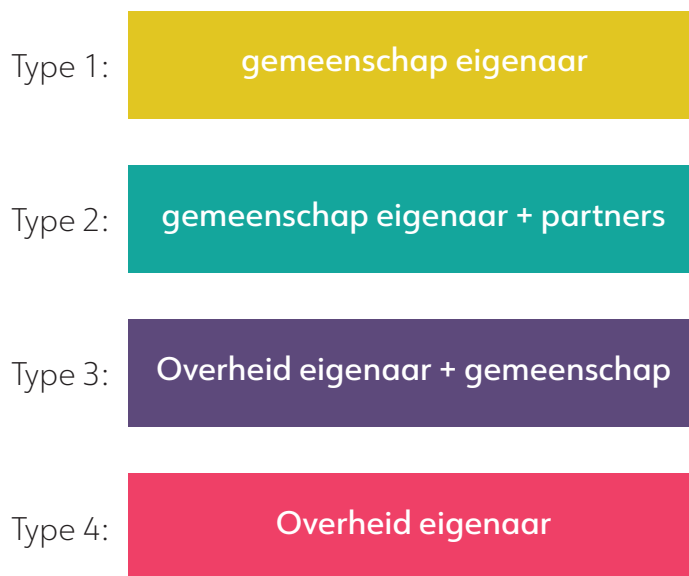 Type 1: gemeenschap eigenaar
Type 2: gemeenschap eigenaar + partners
Type 3: Overheid eigenaar + gemeenschap
Type 4: Overheid eigenaar